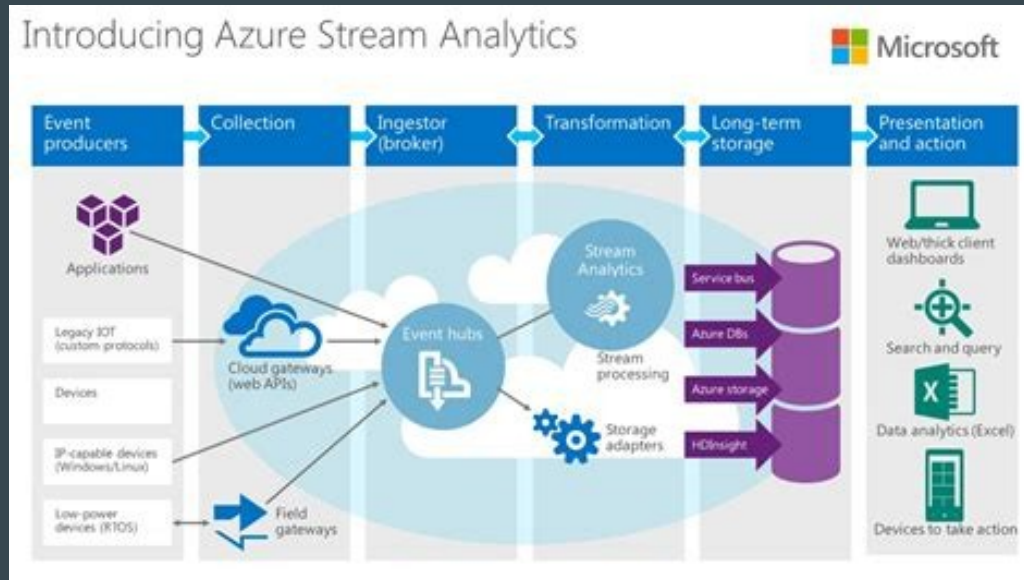 Introducing Azure Stream Analytics
Microsoft
Event
producers
Collection
Ingestor
(broker)
Transformation
Long-term
storage
Presentation
and action
Applications
Legacy IOT
(custom protocols)
Devices
IP-capable devices
(Windows/Linux)
Low-power
devices (RTOS)
Cloud gateways
(web APIs)
Field
gateways
Event hubs
Stream
Analytics
Stream
processing
Storage
adapters
Service bus
Azure DBs
Azure storage
HDInsight
Web/thick client
dashboards
Search and query
X
Data analytics (Excel)
Devices to take action